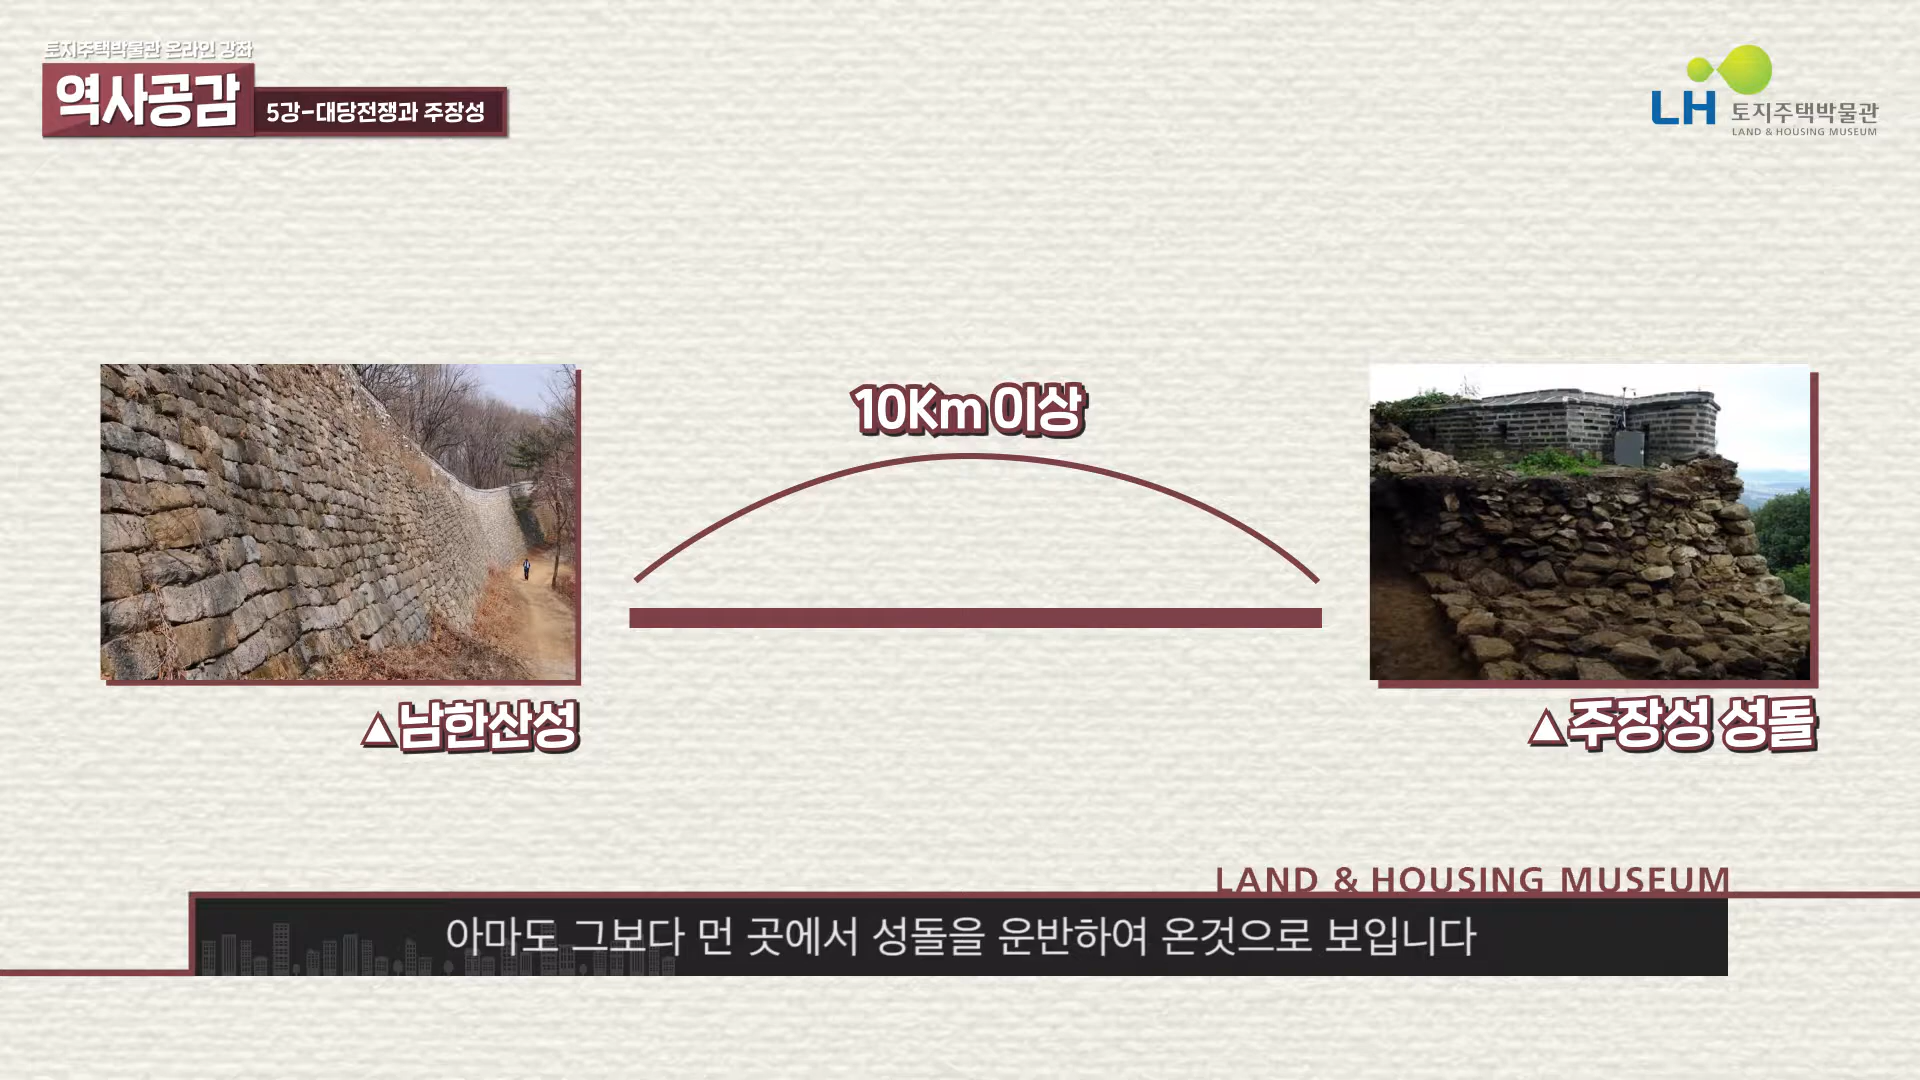 토지주택박물관 온라인 강좌
역사공감
5강-대당전쟁과 주장성
LH 토지주택박물관
LAND & HOUSING MUSEUM
10Km 이상
▲남한산성
▲주장성 성돌
LAND & HOUSING MUSEUM
아마도 그보다 먼 곳에서 성돌을 운반하여 온것으로 보입니다